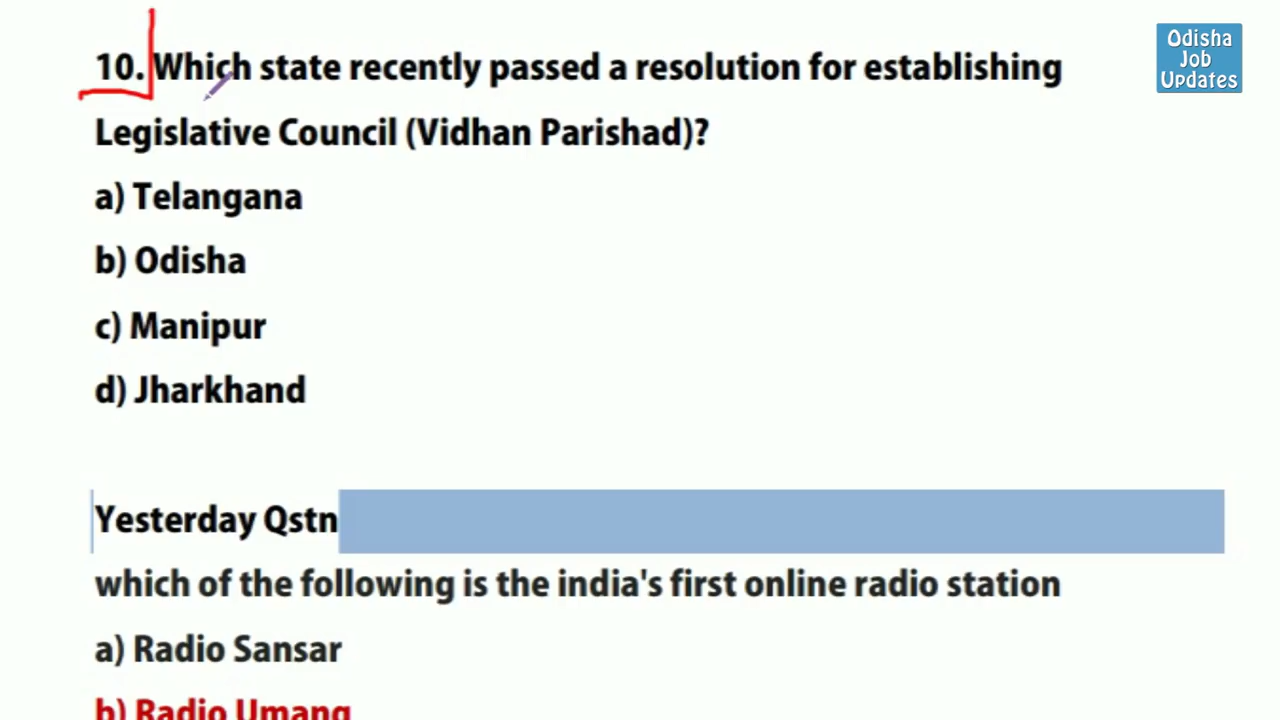 10. Which state recently passed a resolution for establishing
Legislative Council (Vidhan Parishad)?
a) Telangana
b) Odisha
c) Manipur
d) Jharkhand
Yesterday Qstn
which of the following is the india's first online radio station
a) Radio Sansar
b) Radio Umang
Odisha
Job
Updates